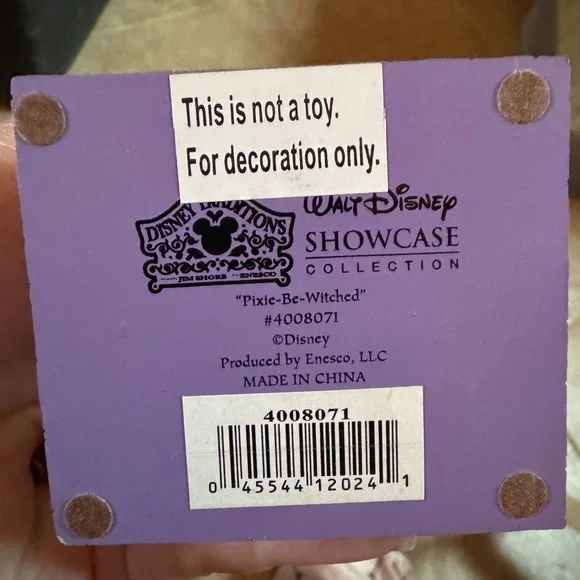 This is not a toy.
For decoration only.
DISNEY TRADITIONS
JIM SHORE ENESCO
WALT DISNEY
SHOWCASE
COLLECTION
"Pixie-Be-Witched"
#4008071
©Disney
Produced by Enesco, LLC
MADE IN CHINA
4008071
0 45544 12024 1